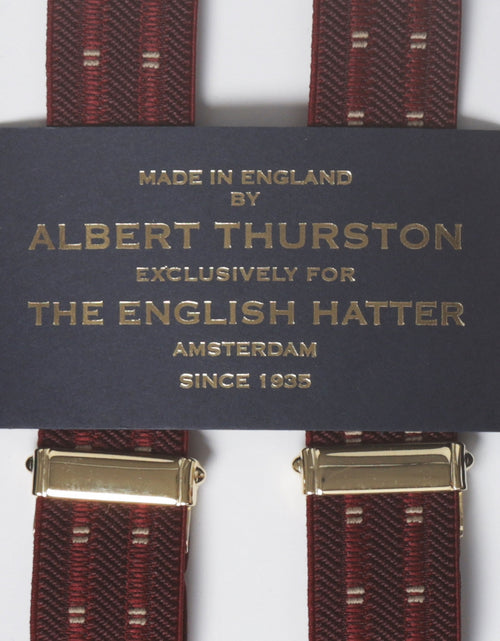 MADE IN ENGLAND
BY
ALBERT THURSTON
EXCLUSIVELY FOR
THE ENGLISH HATTER
AMSTERDAM
SINCE 1935